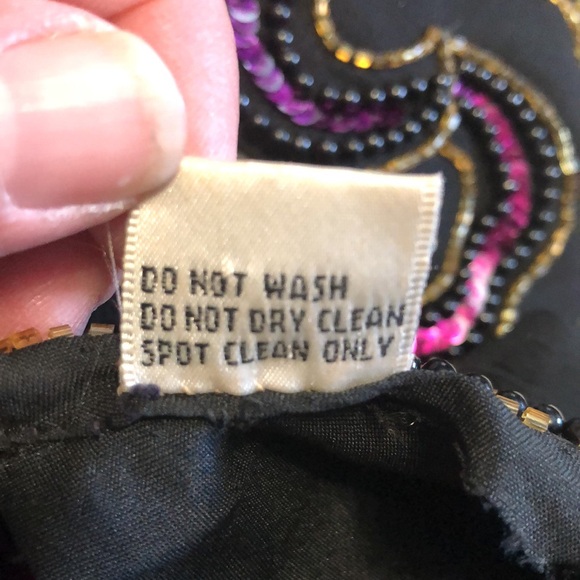 DO NOT WASH
DO NOT DRY CLEAN
SPOT CLEAN ONLY